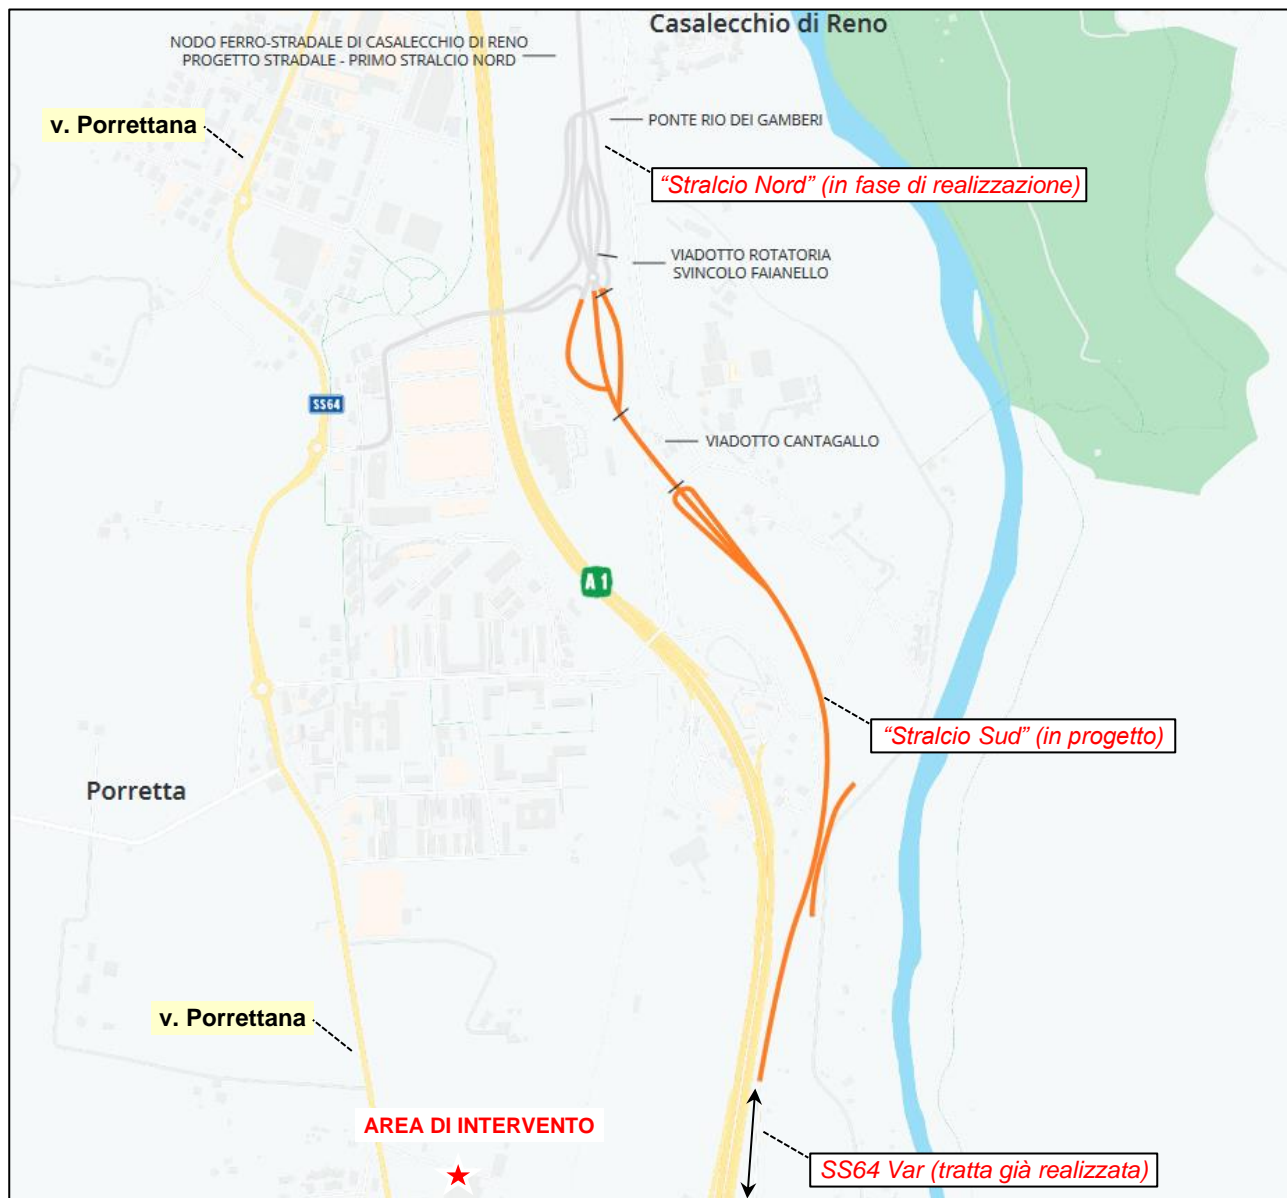 Casalecchio di Reno
NODO FERRO-STRADALE DI CASALECCHIO DI RENO
PROGETTO STRADALE - PRIMO STRALCIO NORD
v. Porrettana
PONTE RIO DEI GAMBERI
“Stralcio Nord” (in fase di realizzazione)
VIADOTTO ROTATORIA
SVINCOLO FAIANELLO
SS64
VIADOTTO CANTAGALLO
A 1
“Stralcio Sud” (in progetto)
Porretta
v. Porrettana
AREA DI INTERVENTO
SS64 Var (tratta già realizzata)